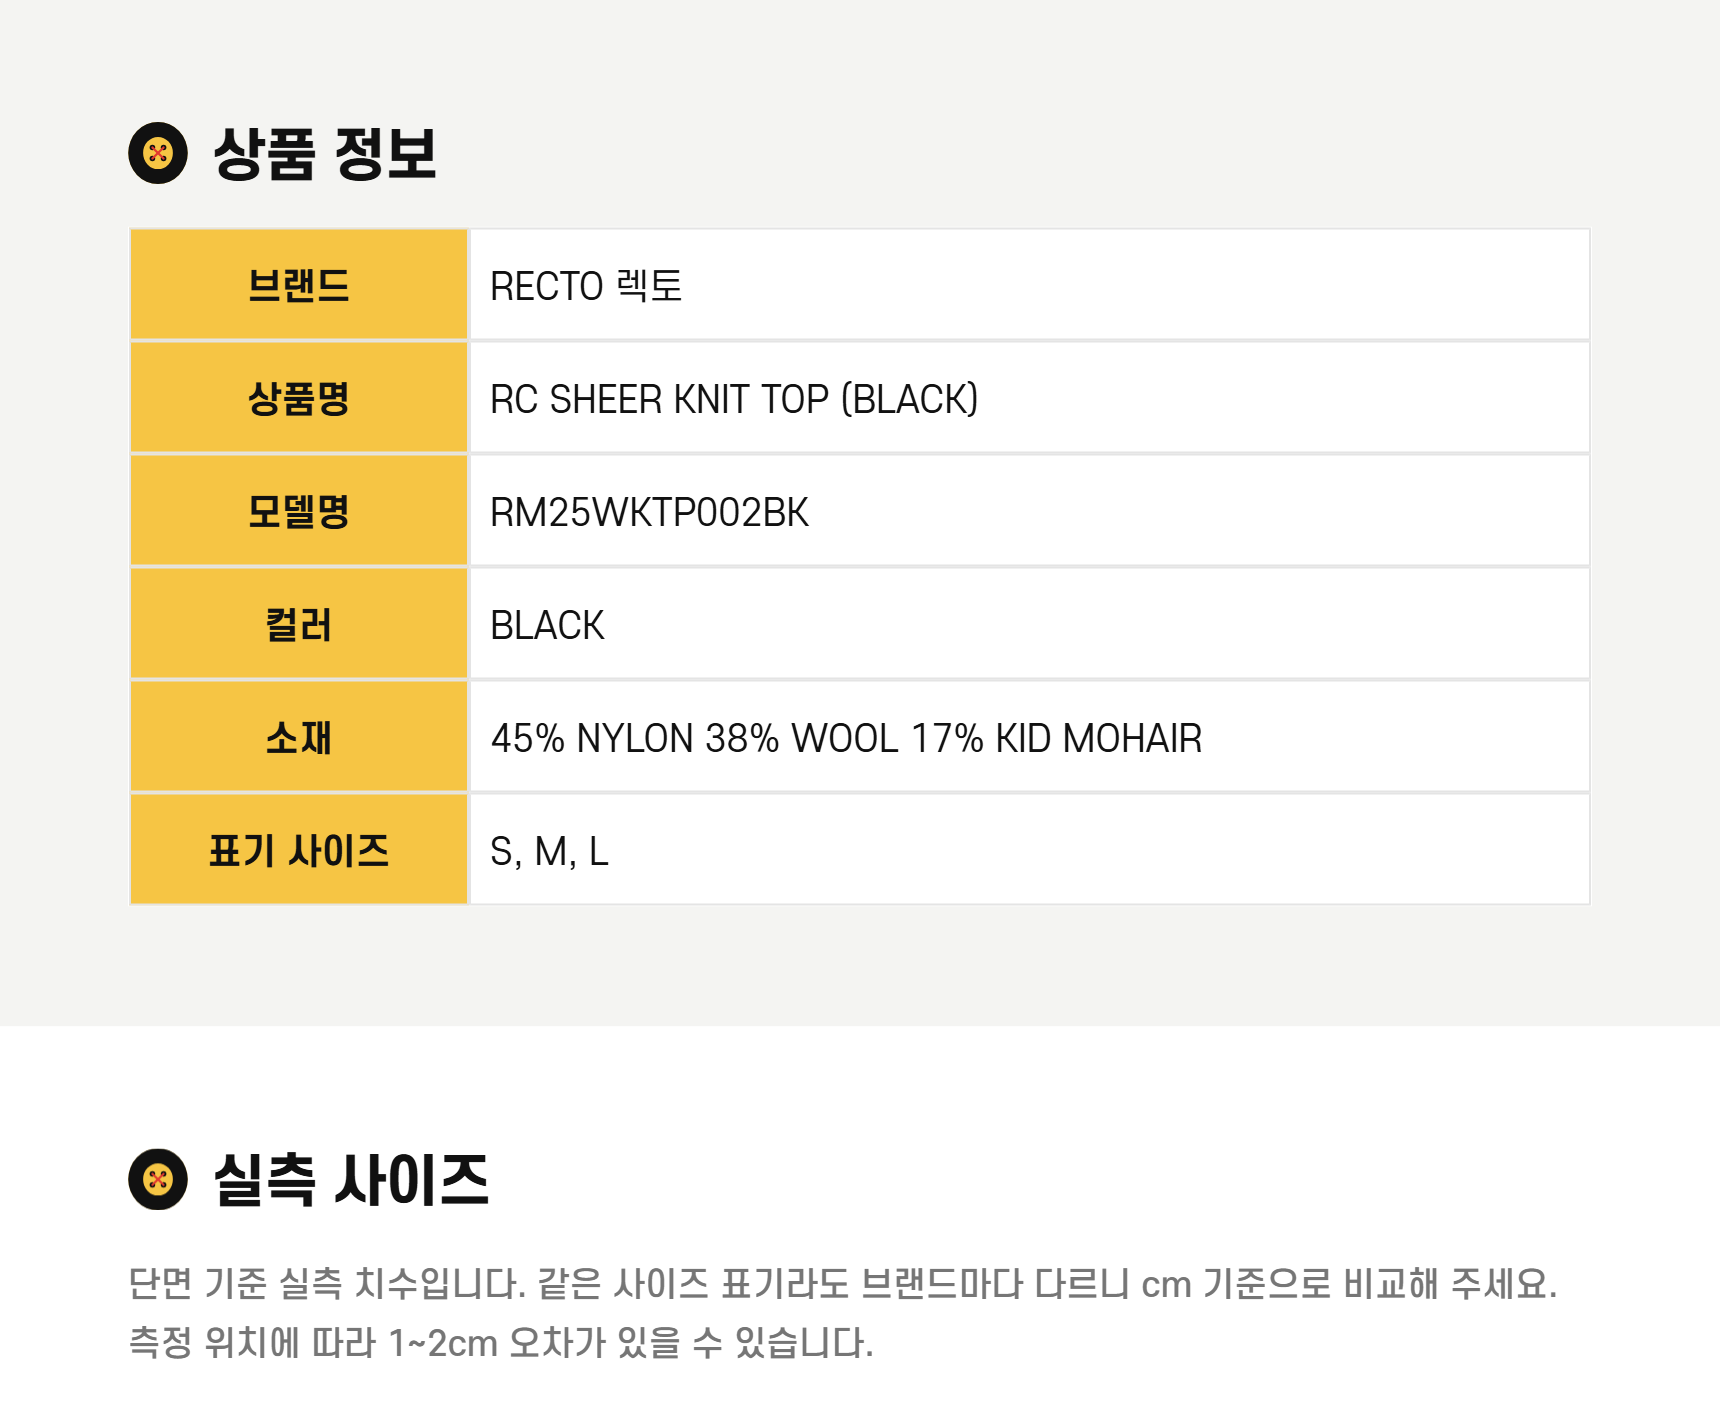 상품 정보
브랜드 RECTO 렉토
상품명 RC SHEER KNIT TOP (BLACK)
모델명 RM25WKTP002BK
컬러 BLACK
소재 45% NYLON 38% WOOL 17% KID MOHAIR
표기 사이즈 S, M, L
실측 사이즈
단면 기준 실측 치수입니다. 같은 사이즈 표기라도 브랜드마다 다르니 cm 기준으로 비교해 주세요.
측정 위치에 따라 1~2cm 오차가 있을 수 있습니다.